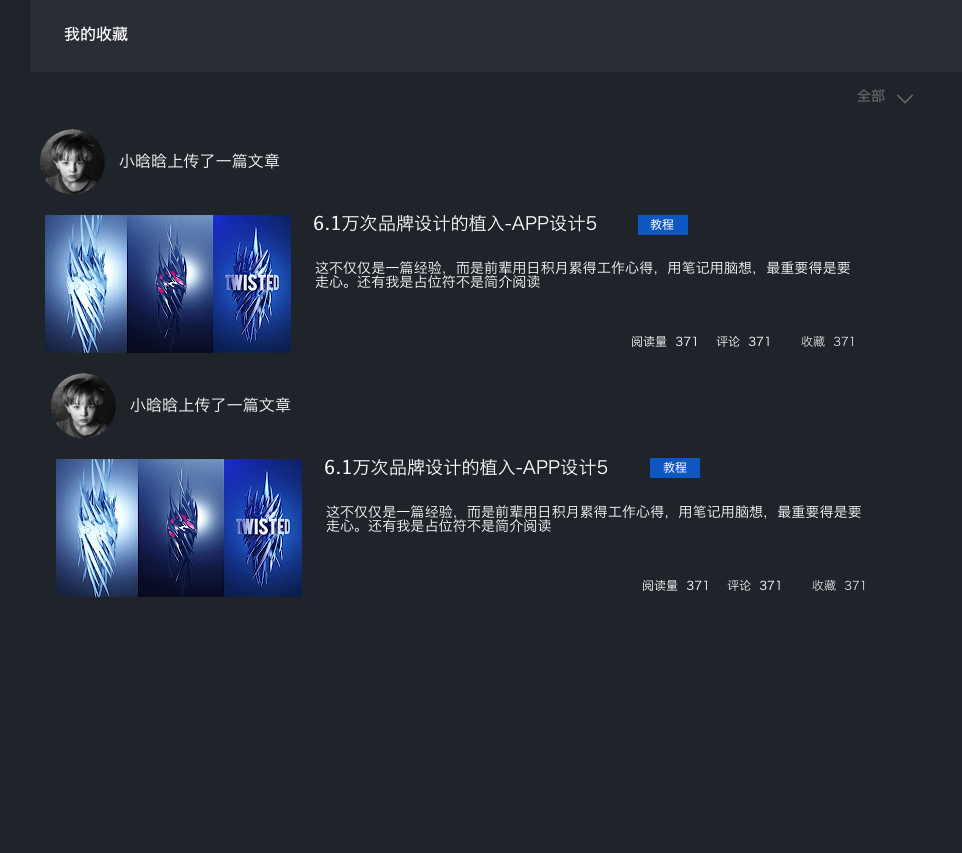 我的收藏
全部
小晗晗上传了一篇文章
6.1万次品牌设计的植入-APP设计5 教程
TWISTED
这不仅仅是一篇经验，而是前辈用日积月累得工作心得，用笔记用脑想，最重要得是要
走心。还有我是占位符不是简介阅读
阅读量 371 评论 371 收藏 371
小晗晗上传了一篇文章
6.1万次品牌设计的植入-APP设计5 教程
TWISTED
这不仅仅是一篇经验，而是前辈用日积月累得工作心得，用笔记用脑想，最重要得是要
走心。还有我是占位符不是简介阅读
阅读量 371 评论 371 收藏 371